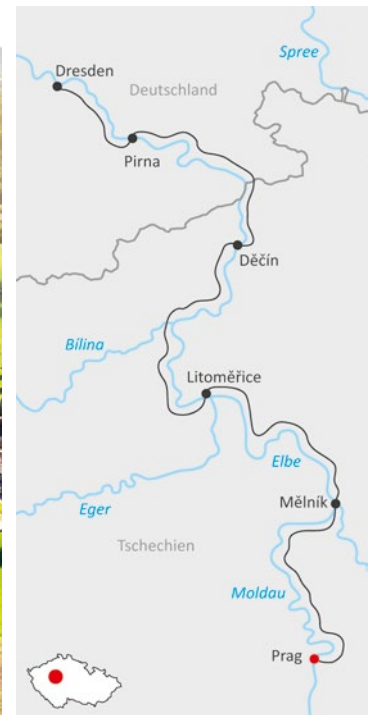 Spree
Dresden
Deutschland
Pirna
Děčín
Bílina
Litoměřice
Elbe
Mělník
Eger
Tschechien
Moldau
Prag